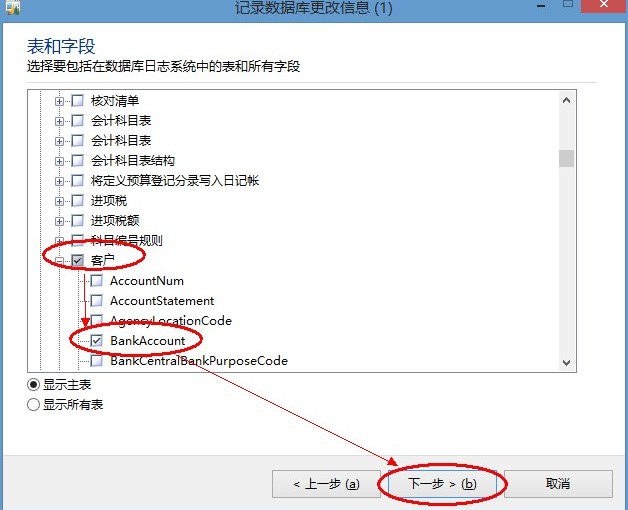 记录数据库更改信息 (1)
表和字段
选择要包括在数据库日志系统中的表和所有字段
核对清单
会计科目表
会计科目表
会计科目表结构
将定义预算登记分录写入日记帐
进项税
进项税额
科目编号规则
客户
AccountNum
AccountStatement
AgencyLocationCode
BankAccount
BankCentralBankPurposeCode
显示主表
显示所有表
< 上一步 (a) 下一步 > (b) 取消